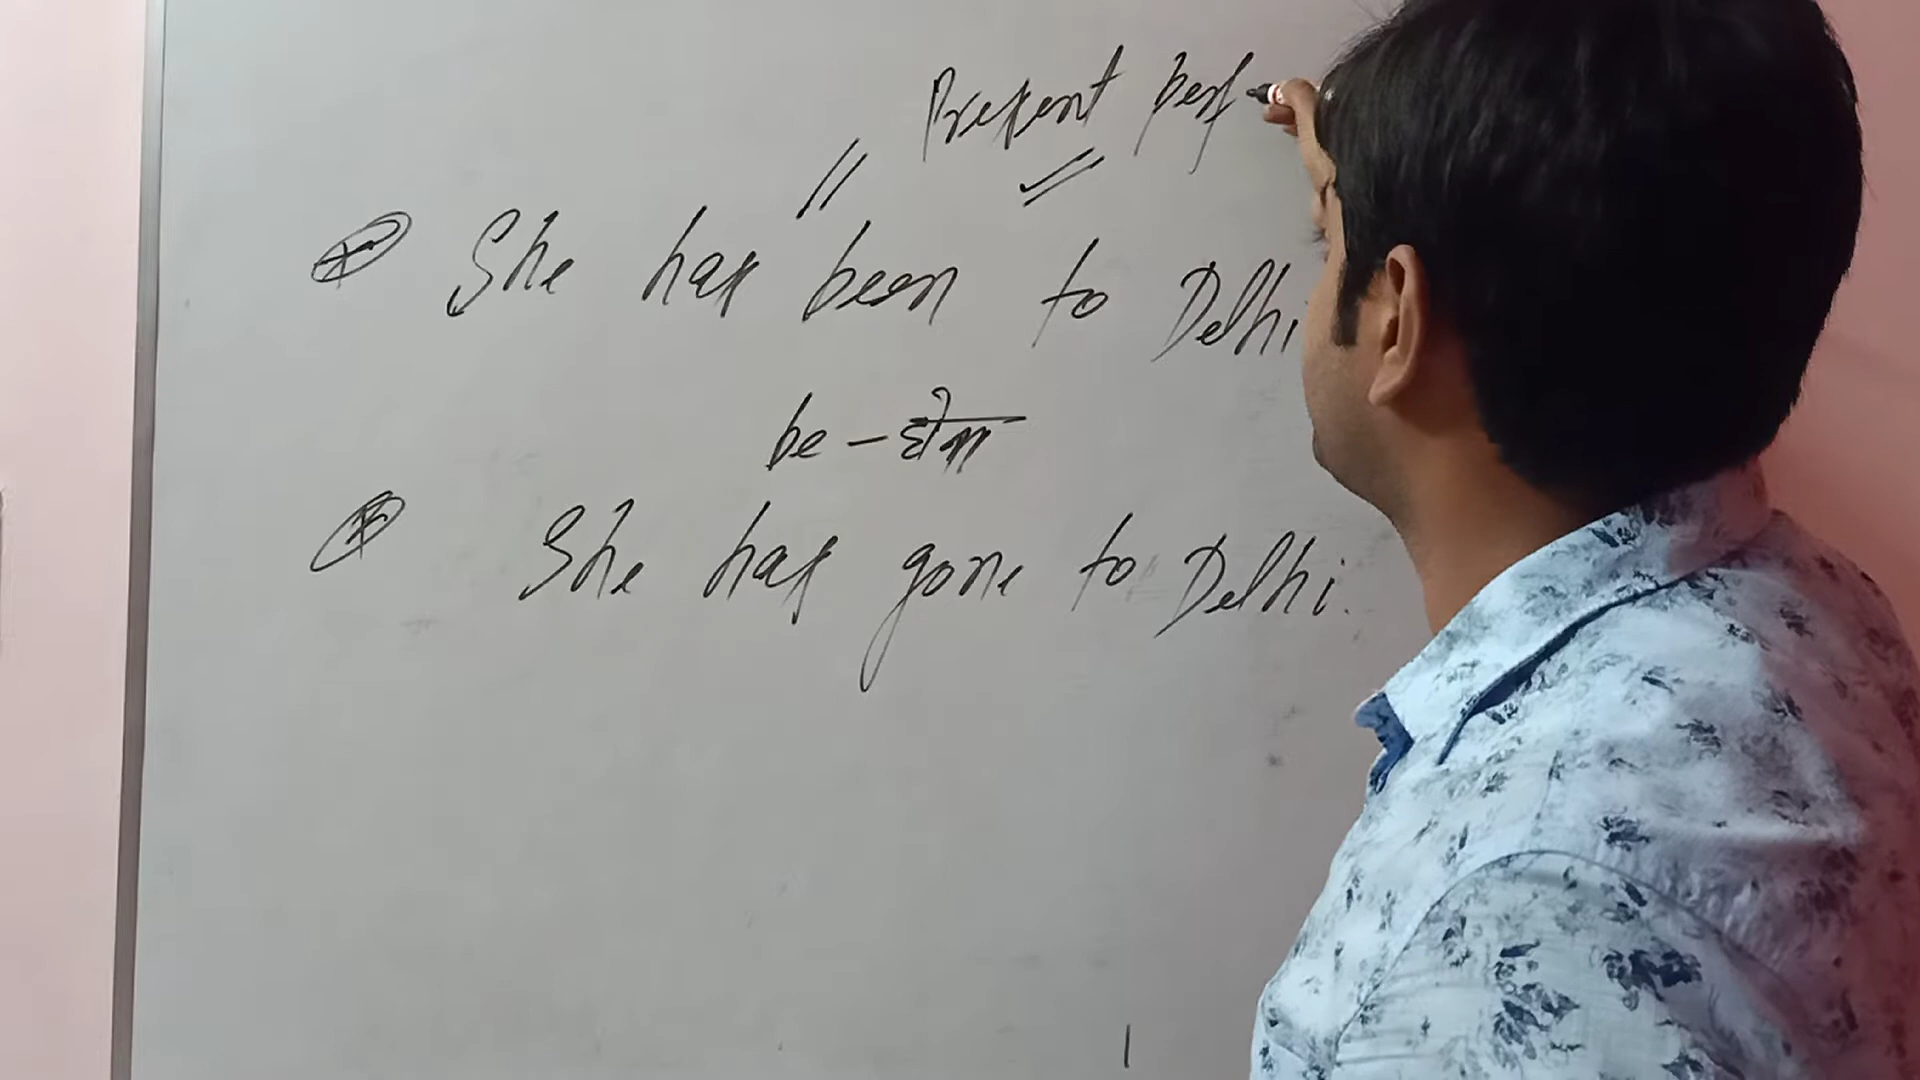 Present Perf
She has been to Delhi
be - होना
She has gone to Delhi.